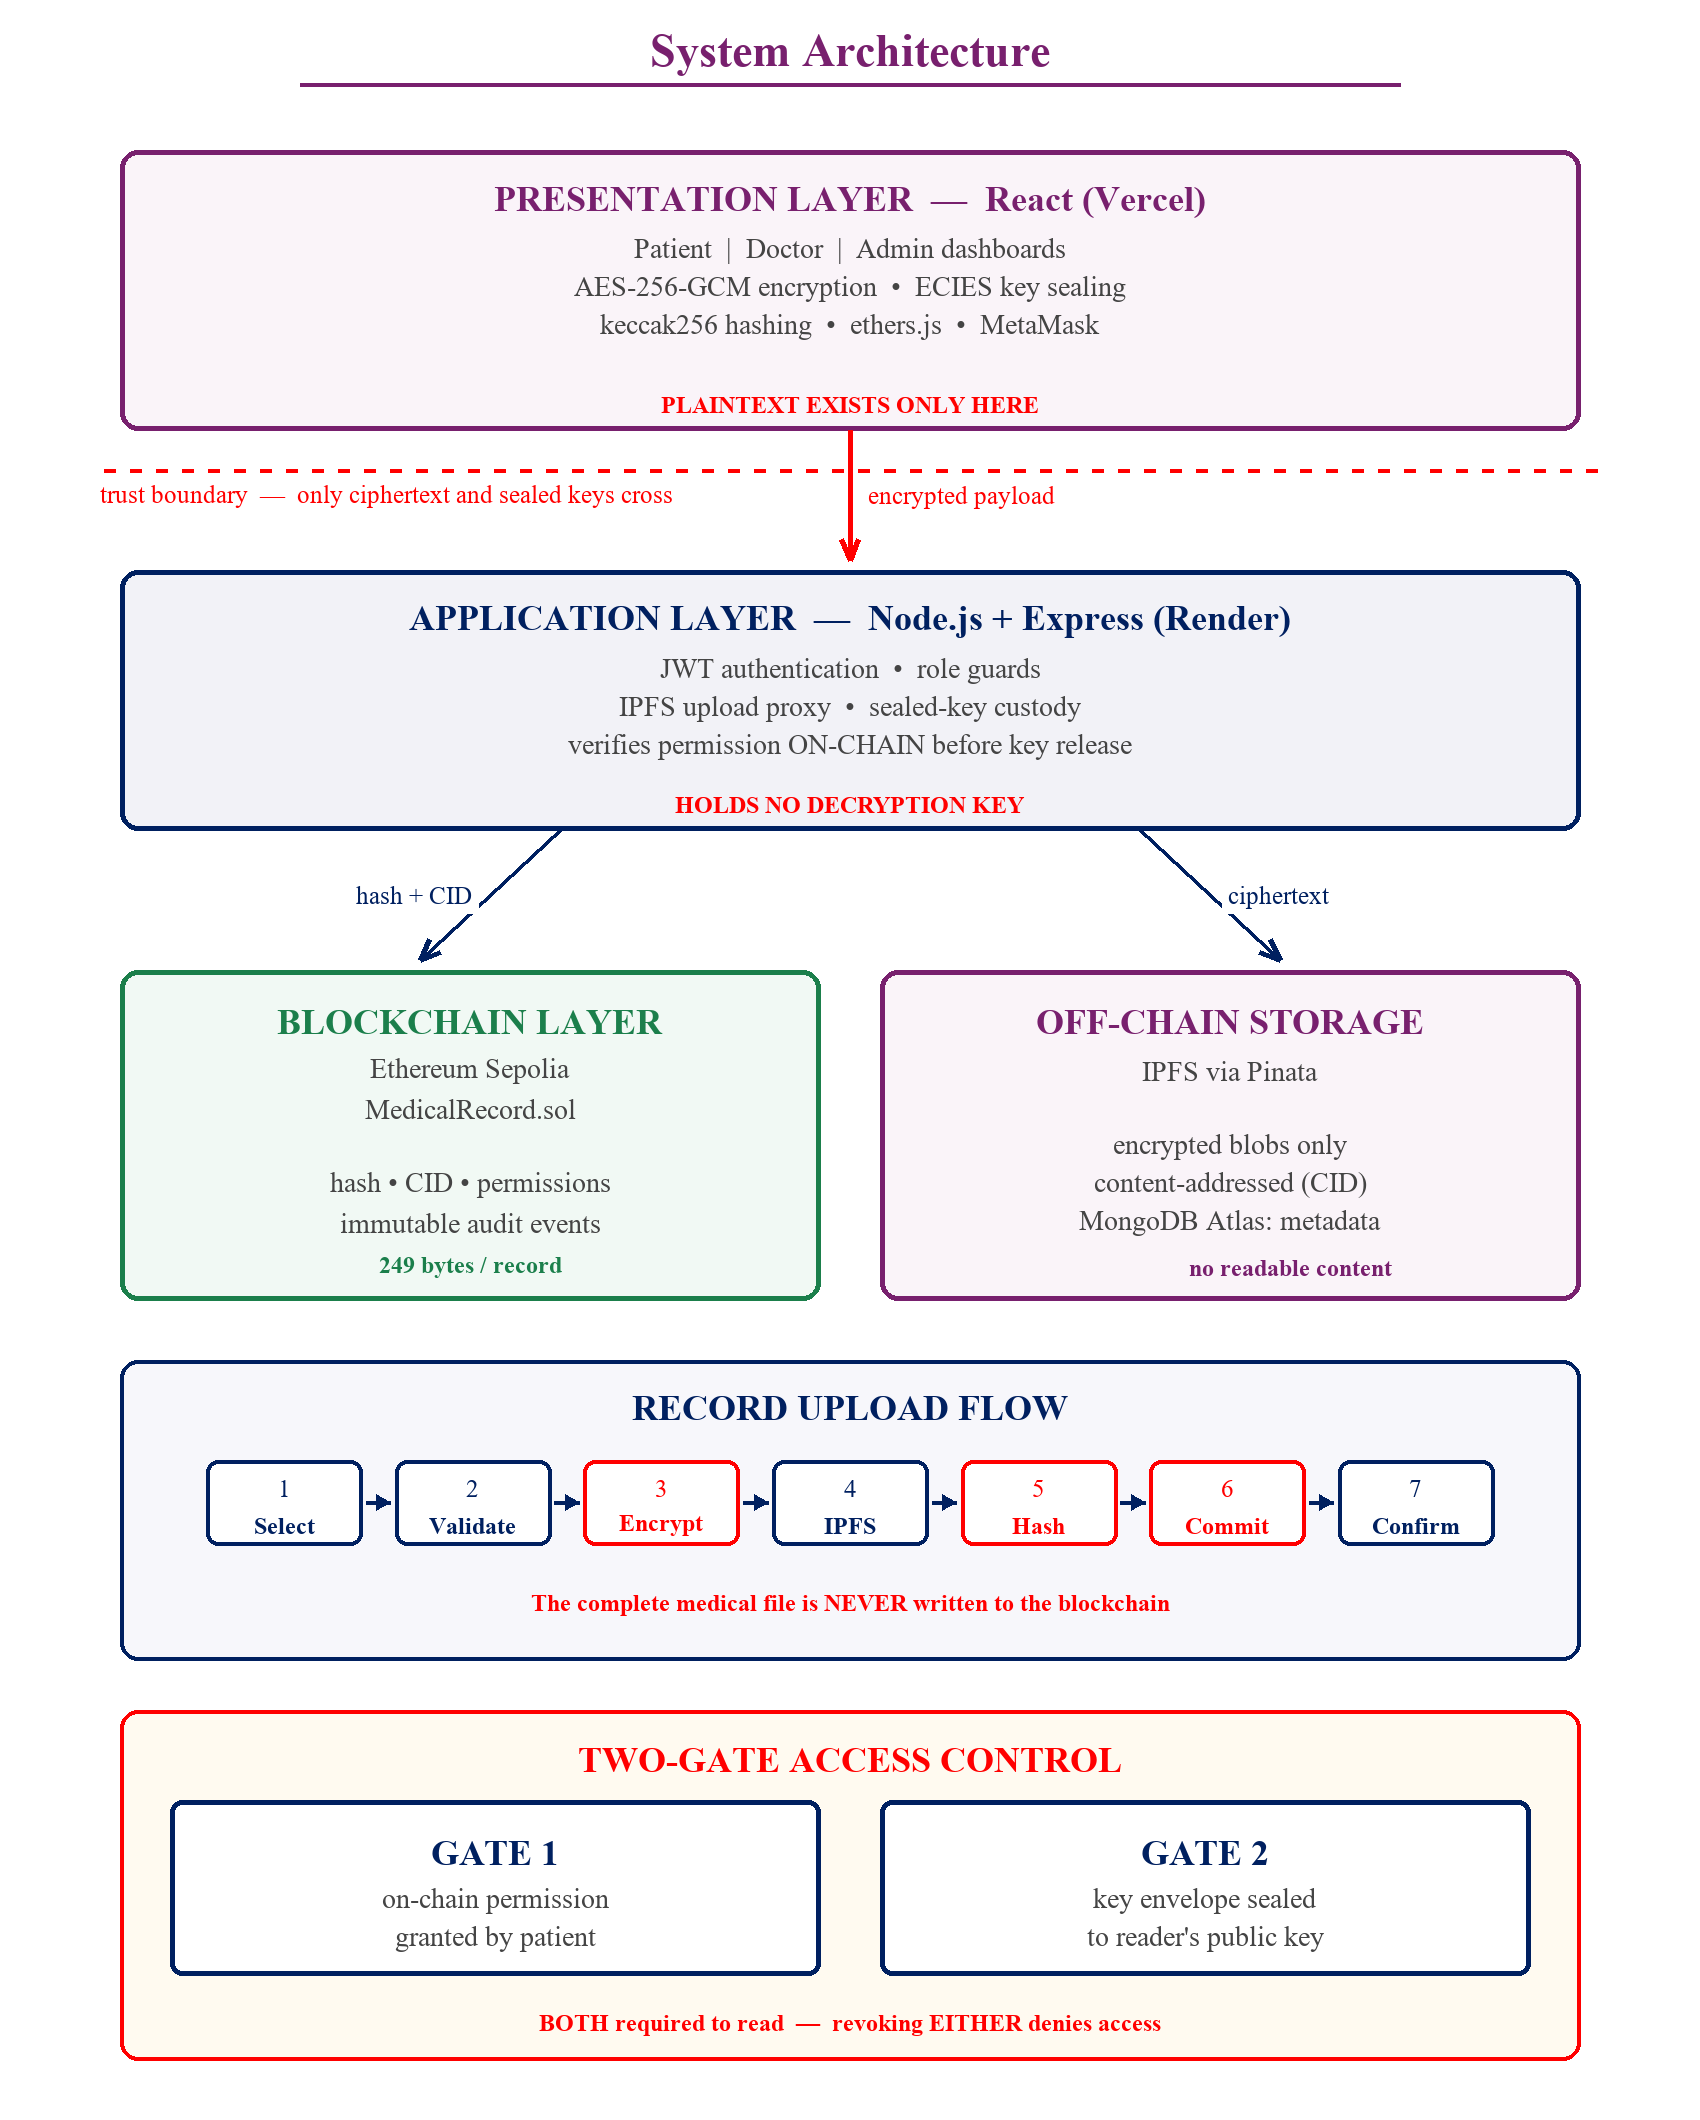 System Architecture
PRESENTATION LAYER — React (Vercel)
Patient | Doctor | Admin dashboards
AES-256-GCM encryption • ECIES key sealing
keccak256 hashing • ethers.js • MetaMask
PLAINTEXT EXISTS ONLY HERE
trust boundary — only ciphertext and sealed keys cross
encrypted payload
APPLICATION LAYER — Node.js + Express (Render)
JWT authentication • role guards
IPFS upload proxy • sealed-key custody
verifies permission ON-CHAIN before key release
HOLDS NO DECRYPTION KEY
hash + CID
ciphertext
BLOCKCHAIN LAYER
Ethereum Sepolia
MedicalRecord.sol
hash • CID • permissions
immutable audit events
249 bytes / record
OFF-CHAIN STORAGE
IPFS via Pinata
encrypted blobs only
content-addressed (CID)
MongoDB Atlas: metadata
no readable content
RECORD UPLOAD FLOW
1
Select
2
Validate
3
Encrypt
4
IPFS
5
Hash
6
Commit
7
Confirm
The complete medical file is NEVER written to the blockchain
TWO-GATE ACCESS CONTROL
GATE 1
on-chain permission
granted by patient
GATE 2
key envelope sealed
to reader's public key
BOTH required to read — revoking EITHER denies access